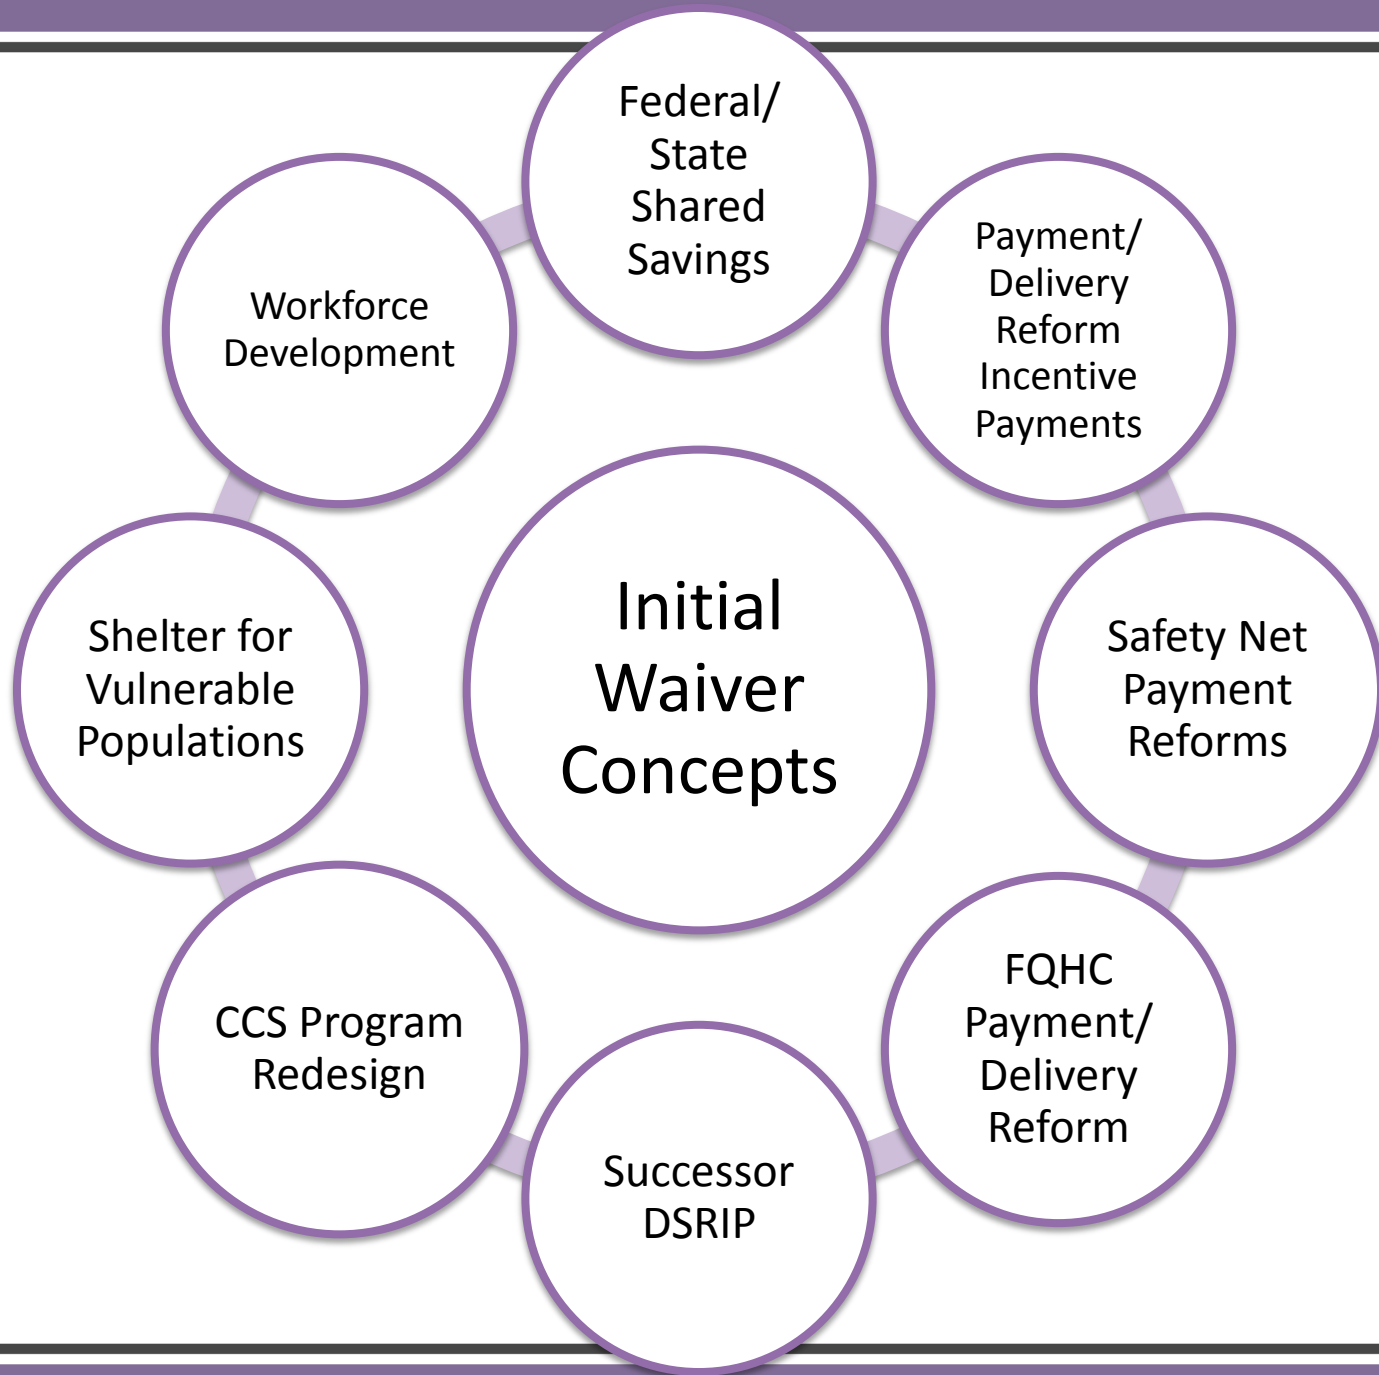 Federal/
State
Shared
Savings
Payment/
Delivery
Reform
Incentive
Payments
Safety Net
Payment
Reforms
FQHC
Payment/
Delivery
Reform
Successor
DSRIP
CCS Program
Redesign
Shelter for
Vulnerable
Populations
Workforce
Development
Initial
Waiver
Concepts